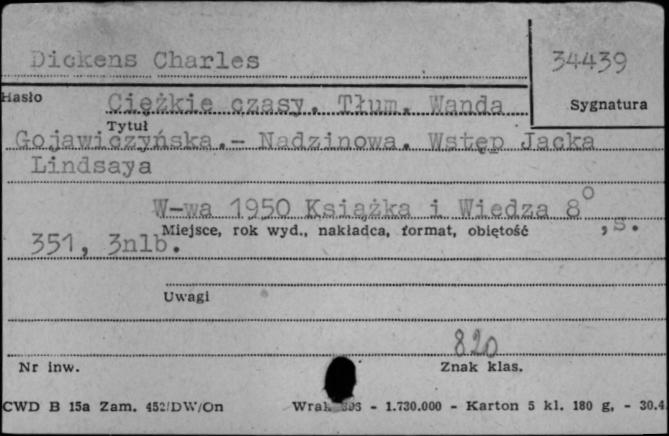 Dickens Charles 34439
Hasło Sygnatura
Ciężkie czasy. Tłum. Wanda
Tytuł
Gojawiczyńska.- Nadzinowa. Wstęp Jacka
Lindsaya
W-wa 1950 Książka i Wiedza 8°, s.
Miejsce, rok wyd., nakładca, format, obiętość
351, 3nlb.
Uwagi
820
Nr inw. Znak klas.
CWD B 15a Zam. 452/DW/On - 1.730.000 - Karton 5 kl. 180 g, - 30.4